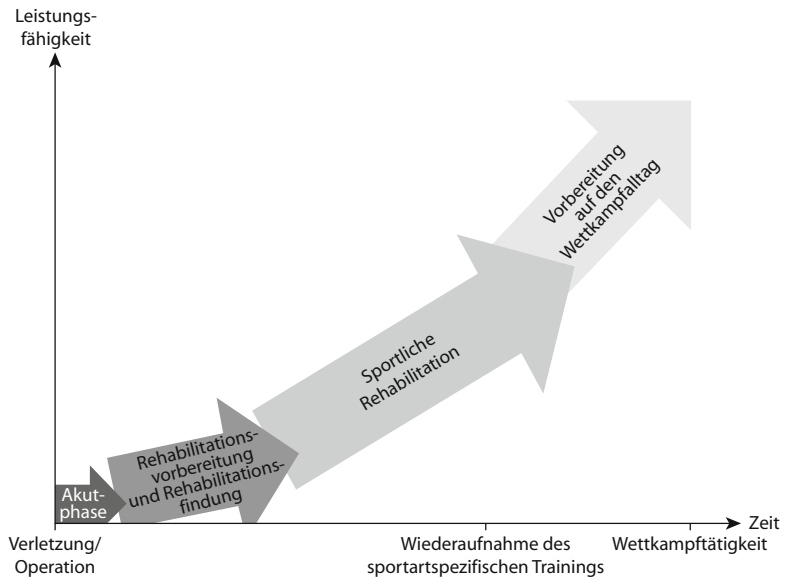 Leistungs-
fähigkeit
Vorbereitung
auf den
Wettkampfalltag
Sportliche
Rehabilitation
Rehabilitations-
vorbereitung
und Rehabilitations-
findung
Akut-
phase
Zeit
Verletzung/
Operation
Wiederaufnahme des
sportartspezifischen Trainings
Wettkampftätigkeit